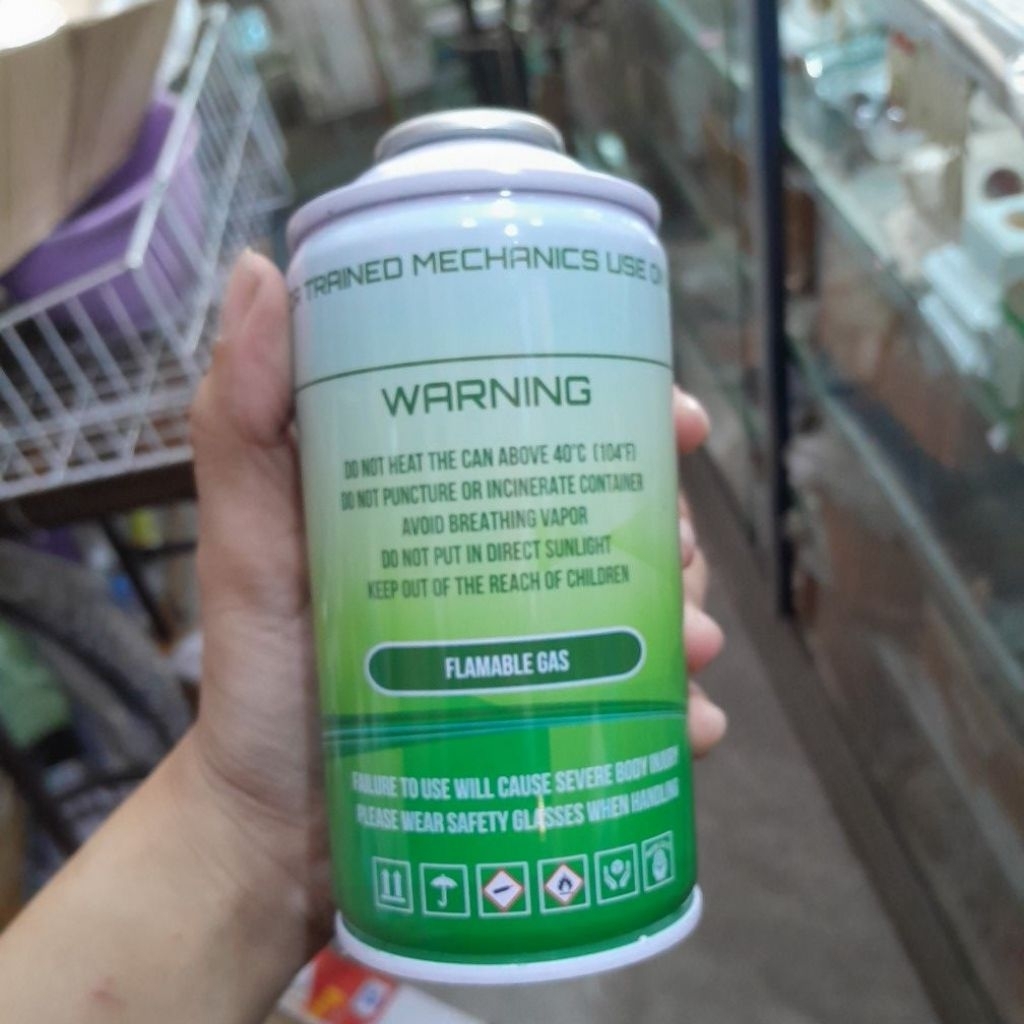 TRAINED MECHANICS USE
WARNING
DO NOT HEAT THE CAN ABOVE 40°C (104°F)
DO NOT PUNCTURE OR INCINERATE CONTAINER
AVOID BREATHING VAPOR
DO NOT PUT IN DIRECT SUNLIGHT
KEEP OUT OF THE REACH OF CHILDREN
FLAMABLE GAS
FAILURE TO USE WILL CAUSE SEVERE BODY INJURY
PLEASE WEAR SAFETY GLASSES WHEN HANDLING